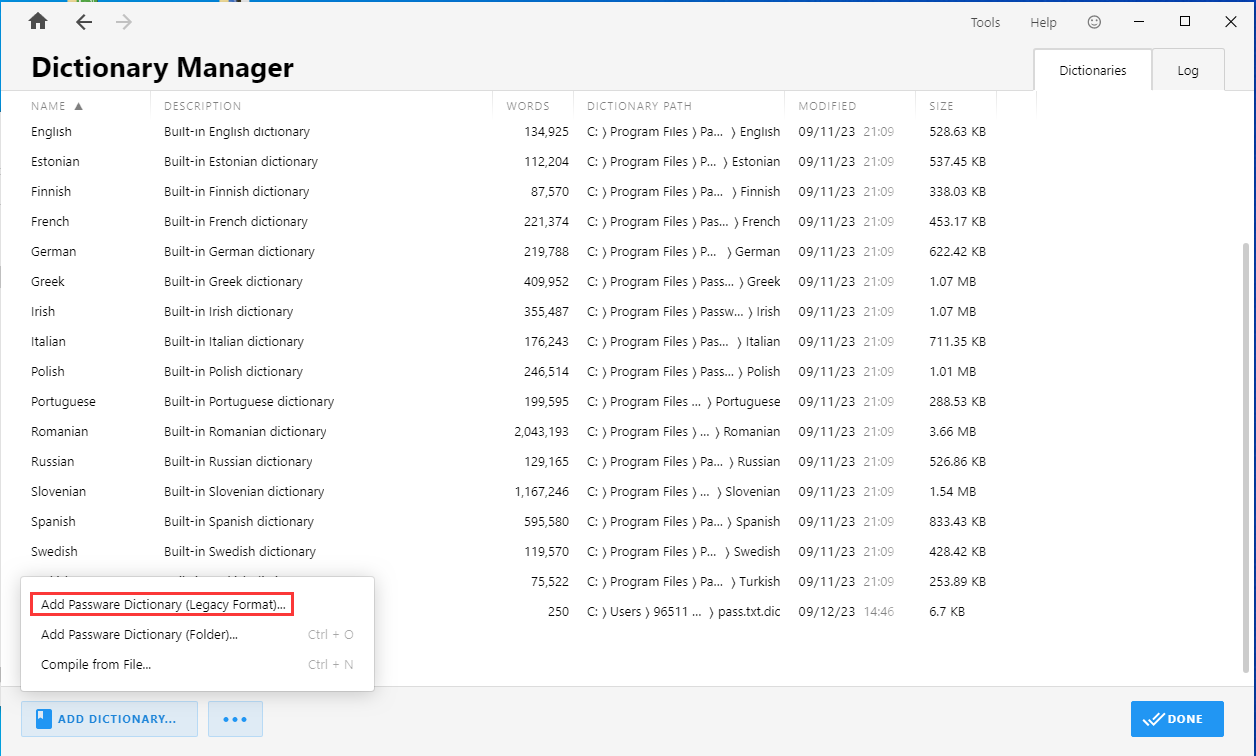 Tools Help
Dictionary Manager
Dictionaries Log
NAME ▲ DESCRIPTION WORDS DICTIONARY PATH MODIFIED SIZE
English Built-in English dictionary 134,925 C: 〉Program Files 〉Pa... 〉English 09/11/23 21:09 528.63 KB
Estonian Built-in Estonian dictionary 112,204 C: 〉Program Files 〉P... 〉Estonian 09/11/23 21:09 537.45 KB
Finnish Built-in Finnish dictionary 87,570 C: 〉Program Files 〉Pa... 〉Finnish 09/11/23 21:09 338.03 KB
French Built-in French dictionary 221,374 C: 〉Program Files 〉Pas... 〉French 09/11/23 21:09 453.17 KB
German Built-in German dictionary 219,788 C: 〉Program Files 〉P... 〉German 09/11/23 21:09 622.42 KB
Greek Built-in Greek dictionary 409,952 C: 〉Program Files 〉Pass... 〉Greek 09/11/23 21:09 1.07 MB
Irish Built-in Irish dictionary 355,487 C: 〉Program Files 〉Passw... 〉Irish 09/11/23 21:09 1.07 MB
Italian Built-in Italian dictionary 176,243 C: 〉Program Files 〉Pas... 〉Italian 09/11/23 21:09 711.35 KB
Polish Built-in Polish dictionary 246,514 C: 〉Program Files 〉Pass... 〉Polish 09/11/23 21:09 1.01 MB
Portuguese Built-in Portuguese dictionary 199,595 C: 〉Program Files ... 〉Portuguese 09/11/23 21:09 288.53 KB
Romanian Built-in Romanian dictionary 2,043,193 C: 〉Program Files 〉... 〉Romanian 09/11/23 21:09 3.66 MB
Russian Built-in Russian dictionary 129,165 C: 〉Program Files 〉Pa... 〉Russian 09/11/23 21:09 526.86 KB
Slovenian Built-in Slovenian dictionary 1,167,246 C: 〉Program Files 〉... 〉Slovenian 09/11/23 21:09 1.54 MB
Spanish Built-in Spanish dictionary 595,580 C: 〉Program Files 〉Pa... 〉Spanish 09/11/23 21:09 833.43 KB
Swedish Built-in Swedish dictionary 119,570 C: 〉Program Files 〉P... 〉Swedish 09/11/23 21:09 428.42 KB
75,522 C: 〉Program Files 〉Pa... 〉Turkish 09/11/23 21:09 253.89 KB
250 C: 〉Users 〉96511 ... 〉pass.txt.dic 09/12/23 14:46 6.7 KB
Add Passware Dictionary (Legacy Format)...
Add Passware Dictionary (Folder)... Ctrl + O
Compile from File... Ctrl + N
ADD DICTIONARY... ••• DONE